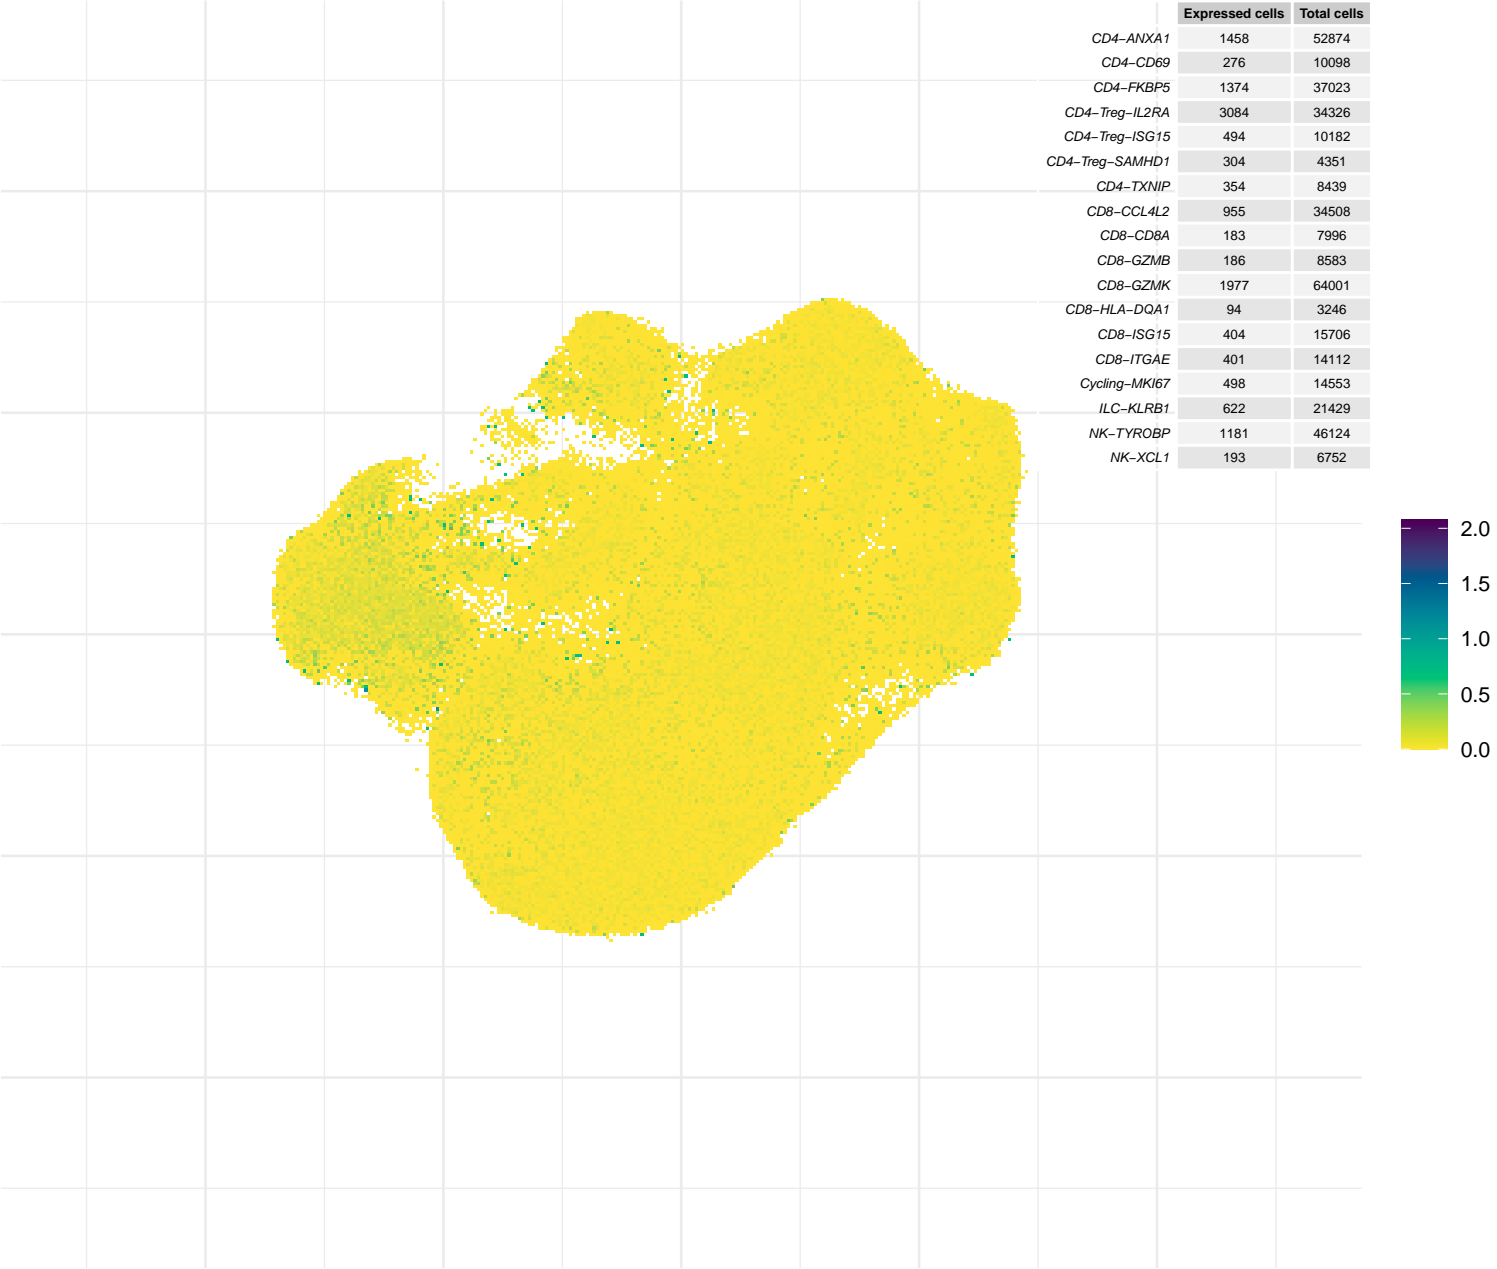 Expressed cells Total cells
CD4−ANXA1 1458 52874
CD4−CD69 276 10098
CD4−FKBP5 1374 37023
CD4−Treg−IL2RA 3084 34326
CD4−Treg−ISG15 494 10182
CD4−Treg−SAMHD1 304 4351
CD4−TXNIP 354 8439
CD8−CCL4L2 955 34508
CD8−CD8A 183 7996
CD8−GZMB 186 8583
CD8−GZMK 1977 64001
CD8−HLA−DQA1 94 3246
CD8−ISG15 404 15706
CD8−ITGAE 401 14112
Cycling−MKI67 498 14553
ILC−KLRB1 622 21429
NK−TYROBP 1181 46124
NK−XCL1 193 6752
2.0
1.5
1.0
0.5
0.0